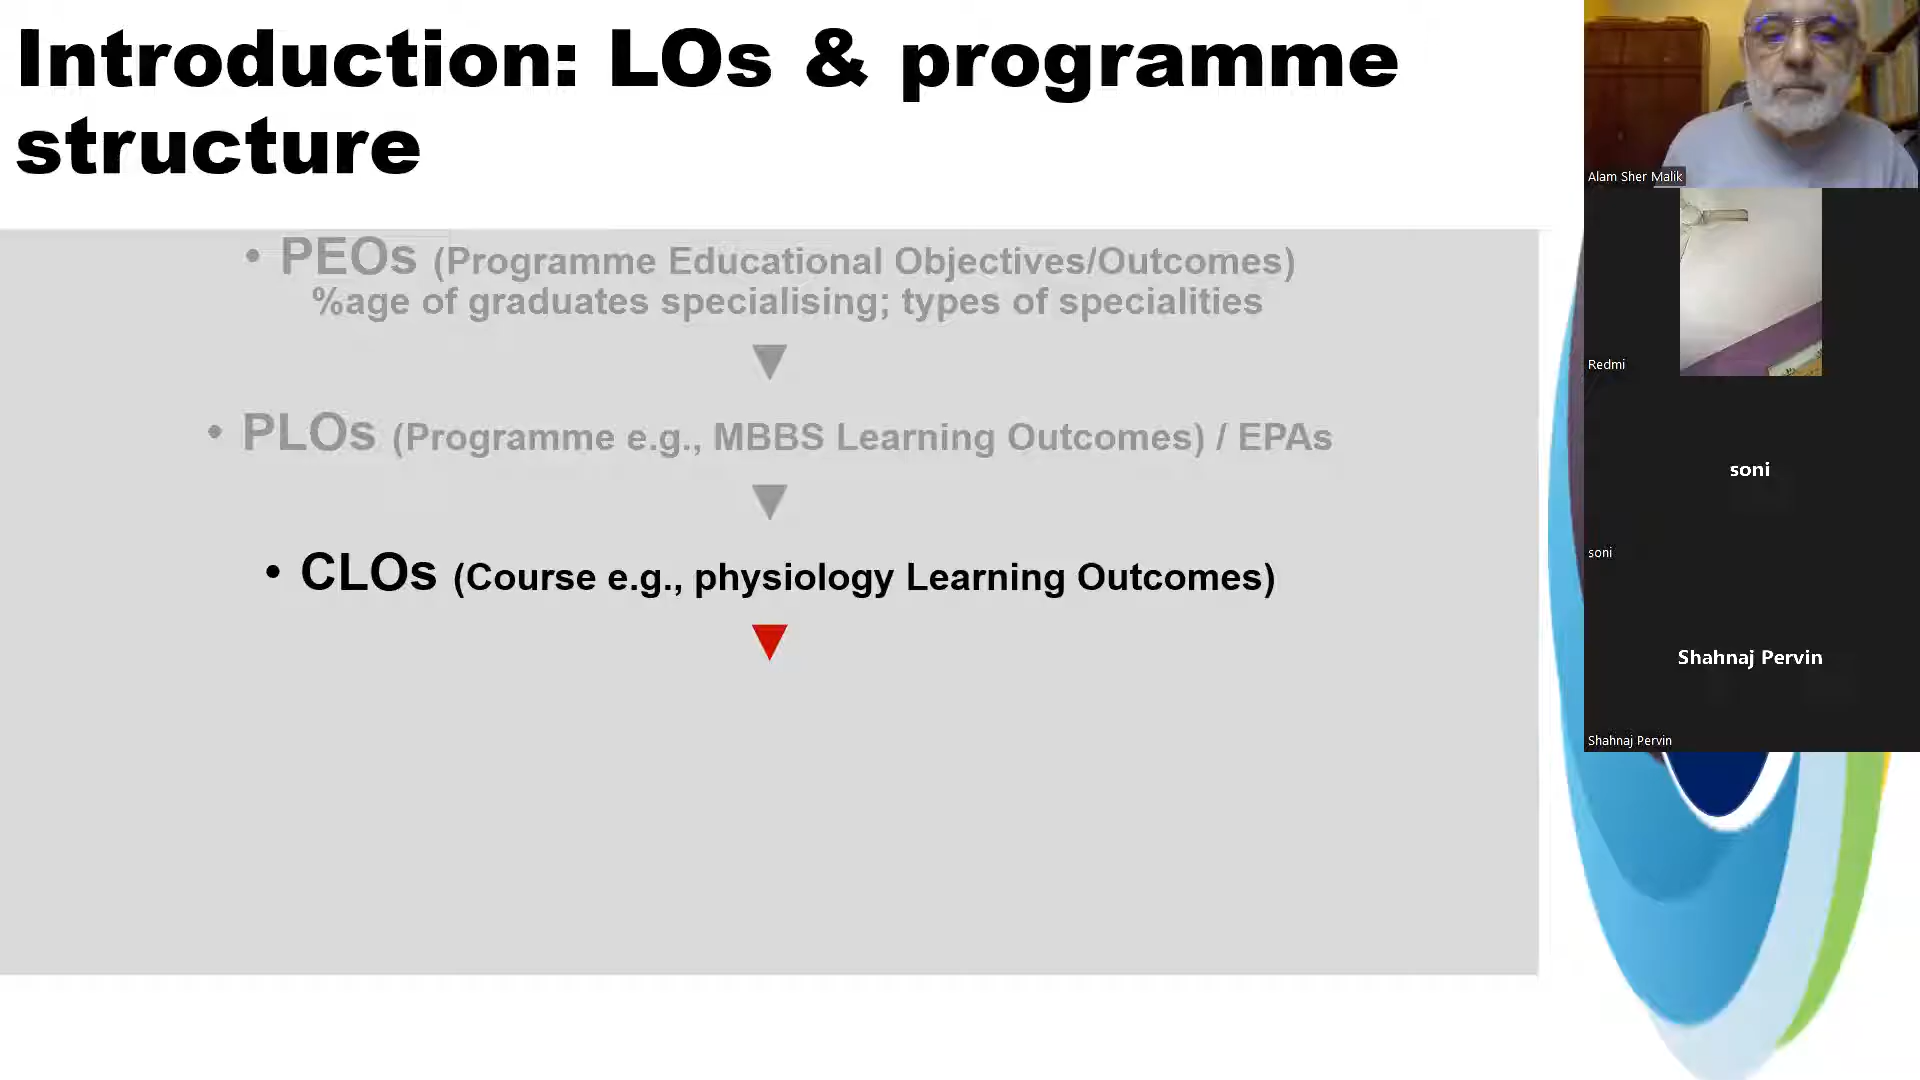 Introduction: LOs & programme
structure
• PEOs (Programme Educational Objectives/Outcomes)
%age of graduates specialising; types of specialities
• PLOs (Programme e.g., MBBS Learning Outcomes) / EPAs
• CLOs (Course e.g., physiology Learning Outcomes)
Alam Sher Malik
Redmi
soni
soni
Shahnaj Pervin
Shahnaj Pervin